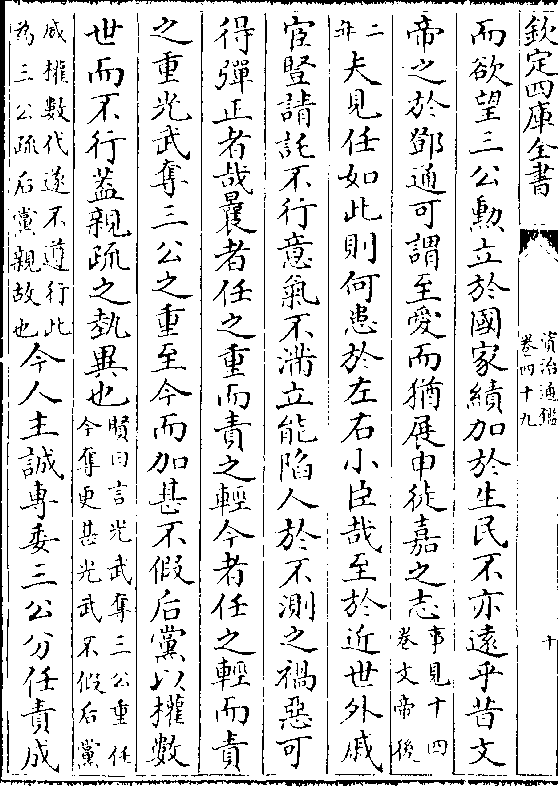 欽定四庫全書
資治通鑑
卷四十九
十
而欲望三公勳立於國家績加於生民不亦遠乎昔文
帝之於鄧通可謂至愛而猶展申徒嘉之志事見十四卷文帝後
二年夫見任如此則何患於左右小臣哉至於近世外戚
宦豎請託不行意氣不滿立能陷人於不測之禍惡可
得彈正者哉曩者任之重而責之輕今者任之輕而責
之重光武奪三公之重至今而加甚不假后黨以權數
世而不行蓋親疏之埶異也賢曰言光武奪三公重任今奪更甚光武不假后黨
威權數代遂不遵行此為三公疏后黨親故也今人主誠專委三公分任責成